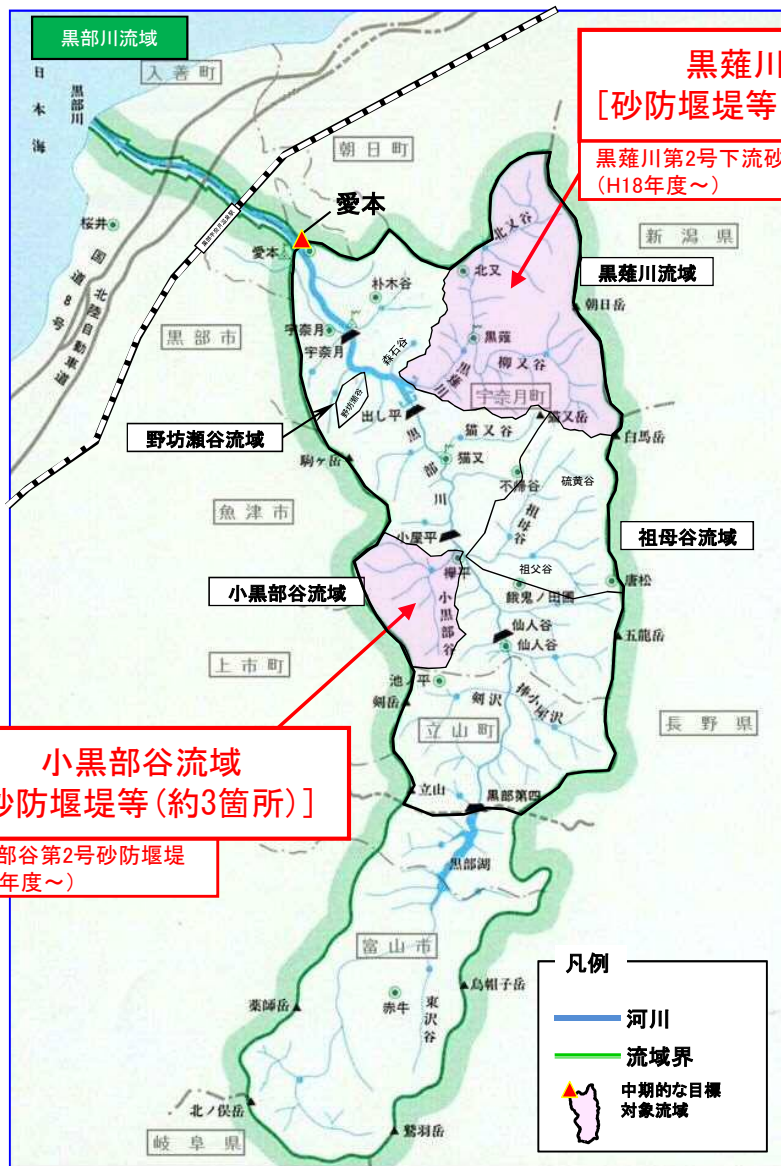 黒部川流域
日本海
黒部川
入善町
黒薙川
[砂防堰堤等
黒薙川第2号下流砂
(H18年度～)
朝日町
愛本
桜井
愛本
北又谷
新潟県
朴木谷
北又
黒薙川流域
国道8号
北陸自動車道
朝日岳
黒部市
宇奈月
宇奈月
森石谷
黒薙
柳又谷
黒薙川
宇奈月町
野坊瀬谷
出し平
猫又岳
野坊瀬谷流域
黒部川
猫又谷
白馬岳
駒ヶ岳
猫又
不帰谷
硫黄谷
魚津市
祖母谷
小屋平
祖母谷流域
祖父谷
欅平
唐松
小黒部谷流域
小黒部谷
餓鬼ノ田圃
仙人谷
五龍岳
仙人谷
上市町
池ノ平
剣岳
剣沢
棒小屋沢
立山町
長野県
小黒部谷流域
砂防堰堤等(約3箇所)]
立山
黒部第四
部谷第2号砂防堰堤
年度～)
黒部湖
富山市
凡例
烏帽子岳
赤牛
東沢谷
薬師岳
河川
流域界
中期的な目標
対象流域
北ノ俣岳
岐阜県
鷲羽岳